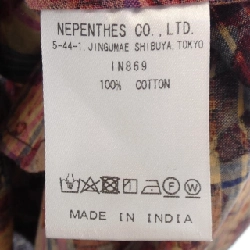 NEPENTHES CO., LTD.
5-44-1, JINGUMAE SHIBUYA, TOKYO
IN869
100% COTTON
MADE IN INDIA